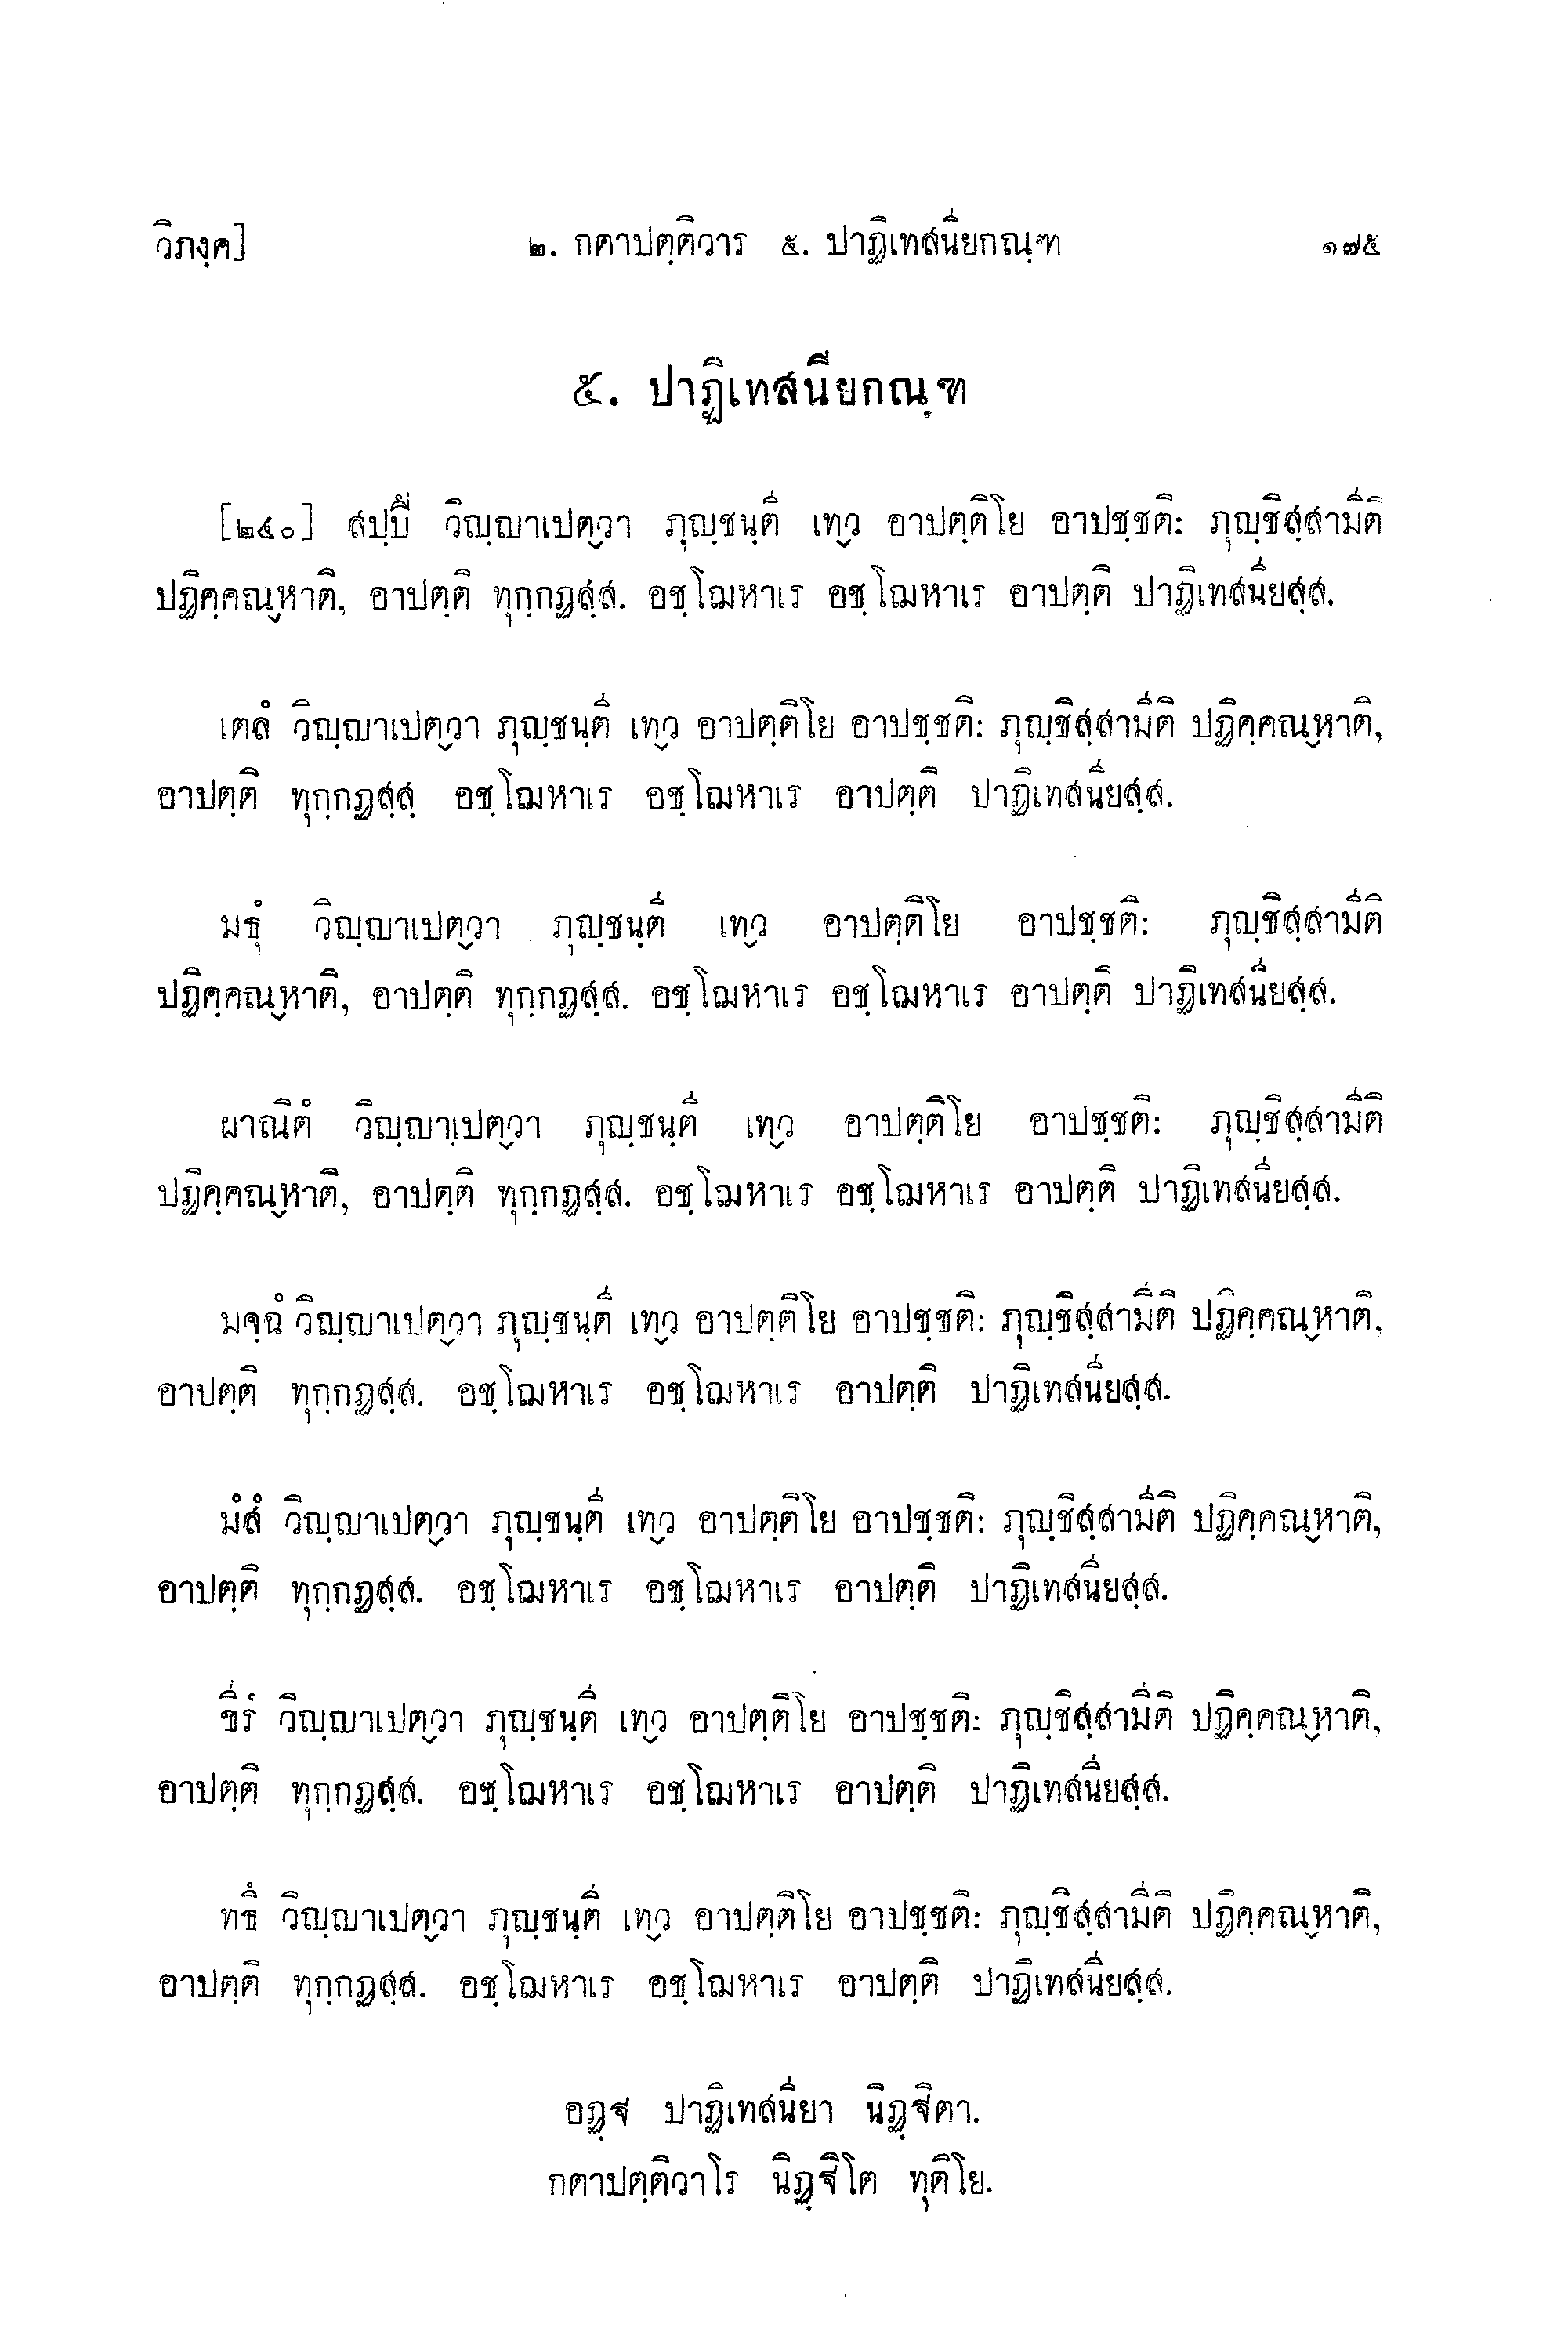 วิภงฺค] ๒. กตาปตฺติวาร ๕. ปาฏิเทสนียกณฺฑ ๑๗๕
๕. ปาฏิเทสนียกณฺฑ
[๒๔๐] สปฺปึ วิญฺญาเปต๎วา ภุญฺชนฺตี เท๎ว อาปตฺติโย อาปชฺชติ: ภุญฺชิสฺสามีติ
ปฏิคฺคณ๎หาติ, อาปตฺติ ทุกฺกฏสฺส. อชฺโฌหาเร อชฺโฌหาเร อาปตฺติ ปาฏิเทสนียสฺส.
เตลํ วิญฺญาเปต๎วา ภุญฺชนฺตี เท๎ว อาปตฺติโย อาปชฺชติ: ภุญฺชิสฺสามีติ ปฏิคฺคณ๎หาติ,
อาปตฺติ ทุกฺกฏสฺสฺ อชฺโฌหาเร อชฺโฌหาเร อาปตฺติ ปาฏิเทสนียสฺส.
มธุํ วิญฺญาเปต๎วา ภุญฺชนฺตี เท๎ว อาปตฺติโย อาปชฺชติ: ภุญฺชิสฺสามีติ
ปฏิคฺคณ๎หาติ, อาปตฺติ ทุกฺกฏสฺส. อชฺโฌหาเร อชฺโฌหาเร อาปตฺติ ปาฏิเทสนียสฺส.
ผาณิตํ วิญฺญาเปต๎วา ภุญฺชนฺตี เท๎ว อาปตฺติโย อาปชฺชติ: ภุญฺชิสฺสามีติ
ปฏิคฺคณ๎หาติ, อาปตฺติ ทุกฺกฏสฺส. อชฺโฌหาเร อชฺโฌหาเร อาปตฺติ ปาฏิเทสนียสฺส.
มจฺฉํ วิญฺญาเปต๎วา ภุญฺชนฺตี เท๎ว อาปตฺติโย อาปชฺชติ: ภุญฺชิสฺสามีติ ปฏิคฺคณ๎หาติ.
อาปตฺติ ทุกฺกฏสฺส. อชฺโฌหาเร อชฺโฌหาเร อาปตฺติ ปาฏิเทสนียสฺส.
มํสํ วิญฺญาเปต๎วา ภุญฺชนฺตี เท๎ว อาปตฺติโย อาปชฺชติ: ภุญฺชิสฺสามีติ ปฏิคฺคณ๎หาติ,
อาปตฺติ ทุกฺกฏสฺส. อชฺโฌหาเร อชฺโฌหาเร อาปตฺติ ปาฏิเทสนียสฺส.
ขีรํ วิญฺญาเปต๎วา ภุญฺชนฺตี เท๎ว อาปตฺติโย อาปชฺชติ: ภุญฺชิสฺสามีติ ปฏิคฺคณ๎หาติ,
อาปตฺติ ทุกฺกฏสฺส. อชฺโฌหาเร อชฺโฌหาเร อาปตฺติ ปาฏิเทสนียสฺส.
ทธึ วิญฺญาเปต๎วา ภุญฺชนฺตี เท๎ว อาปตฺติโย อาปชฺชติ: ภุญฺชิสฺสามีติ ปฏิคฺคณ๎หาติ,
อาปตฺติ ทุกฺกฏสฺส. อชฺโฌหาเร อชฺโฌหาเร อาปตฺติ ปาฏิเทสนียสฺส.
อฏฺฐ ปาฏิเทสนียา นิฏฺฐิตา.
กตาปตฺติวาโร นิฏฺฐิโต ทุติโย.